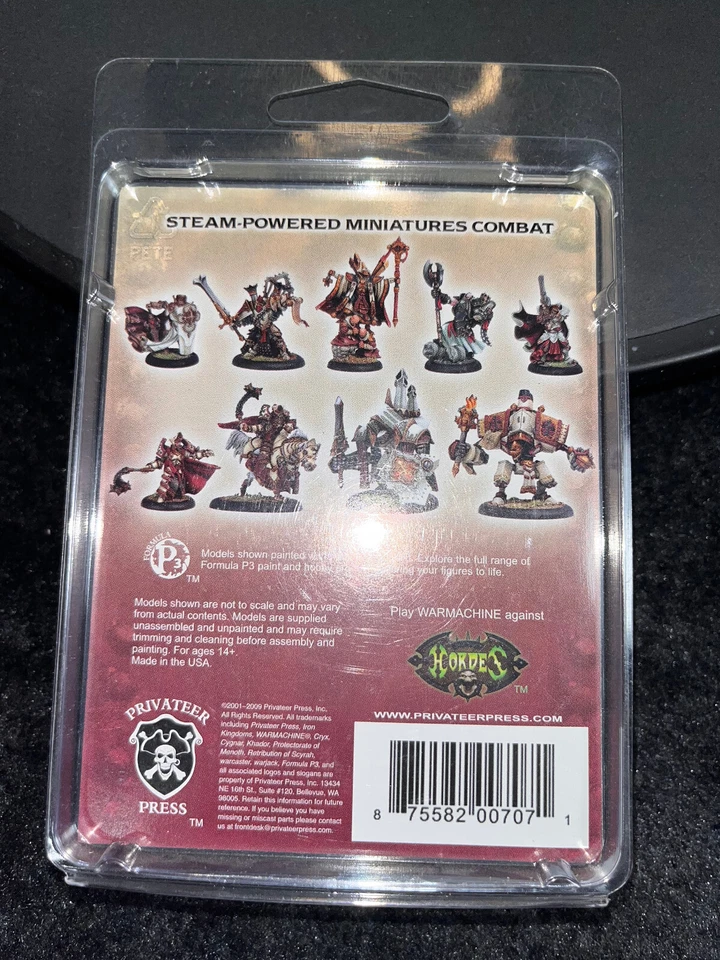 STEAM-POWERED MINIATURES COMBAT
PETE
FORMULA
P3
TM
Models shown painted Explore the full range of
Formula P3 paint and your figures to life.
Models shown are not to scale and may vary
from actual contents. Models are supplied
unassembled and unpainted and may require
trimming and cleaning before assembly and
painting. For ages 14+.
Made in the USA.
Play WARMACHINE against
HORDES
TM
WWW.PRIVATEERPRESS.COM
PRIVATEER
PRESS
TM
©2001–2009 Privateer Press, Inc.
All Rights Reserved. All trademarks
including Privateer Press, Iron
Kingdoms, WARMACHINE®, Cryx,
Cygnar, Khador, Protectorate of
Menoth, Retribution of Scyrah,
warcaster, warjack, Formula P3, and
all associated logos and slogans are
property of Privateer Press, Inc. 13434
NE 16th St., Suite #120, Bellevue, WA
98005. Retain this information for future
reference. If you believe you have
missing or miscast parts please contact
us at frontdesk@privateerpress.com.
8 75582 00707 1